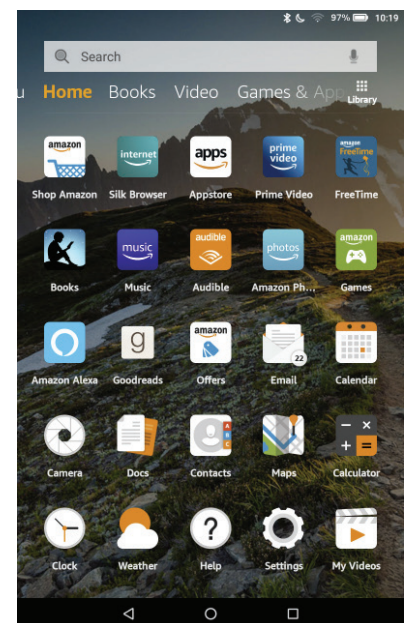 97% 10:19
Search
u Home Books Video Games & App Library
amazon internet apps prime video amazon FreeTime
Shop Amazon Silk Browser Appstore Prime Video FreeTime
music audible photos amazon
Books Music Audible Amazon Ph... Games
g amazon 22
Amazon Alexa Goodreads Offers Email Calendar
A
B
C
Camera Docs Contacts Maps Calculator
?
Clock Weather Help Settings My Videos